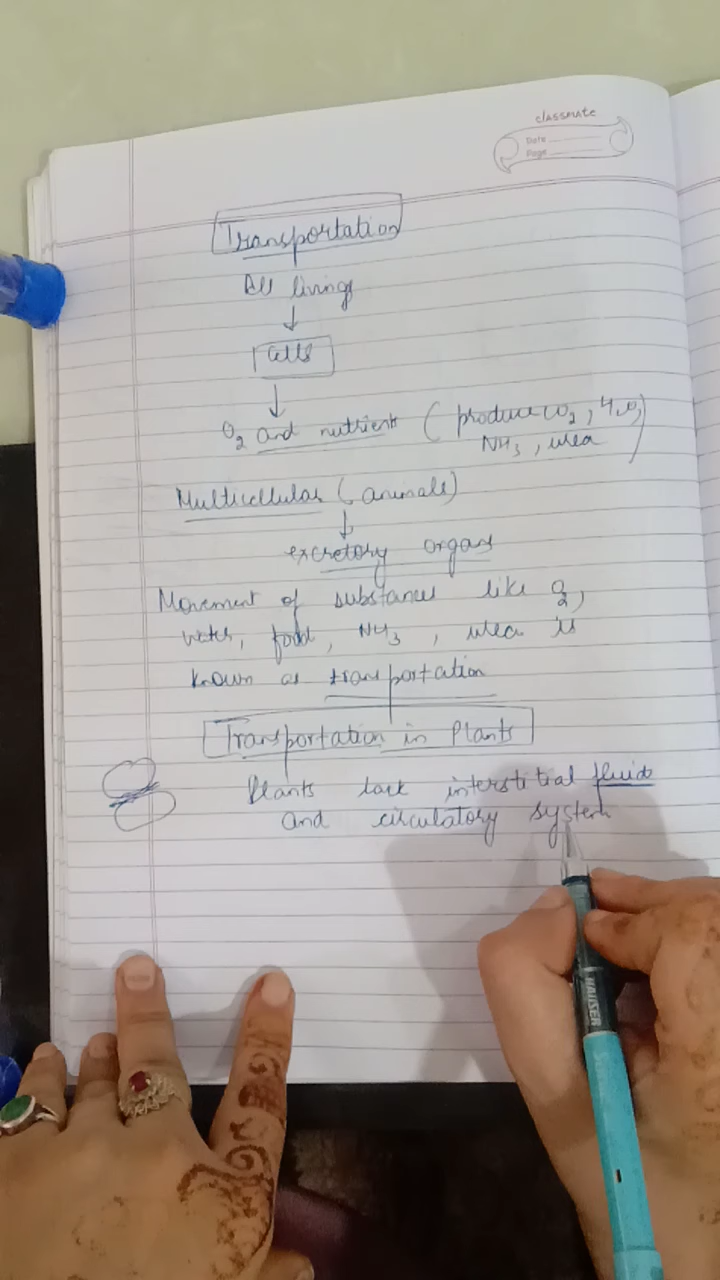 classmate
Date
Page
Transportation
All livings
↓
Cells
↓
O2 and nutrients ( produce CO2, H2O,
NH3, urea )
Multicellular (animals)
↓
excretory organs
Movement of substances like O2,
water, food, NH3, urea is
known as transportation
Transportation in Plants
Plants lack interstitial fluids
and circulatory system
HAUSER